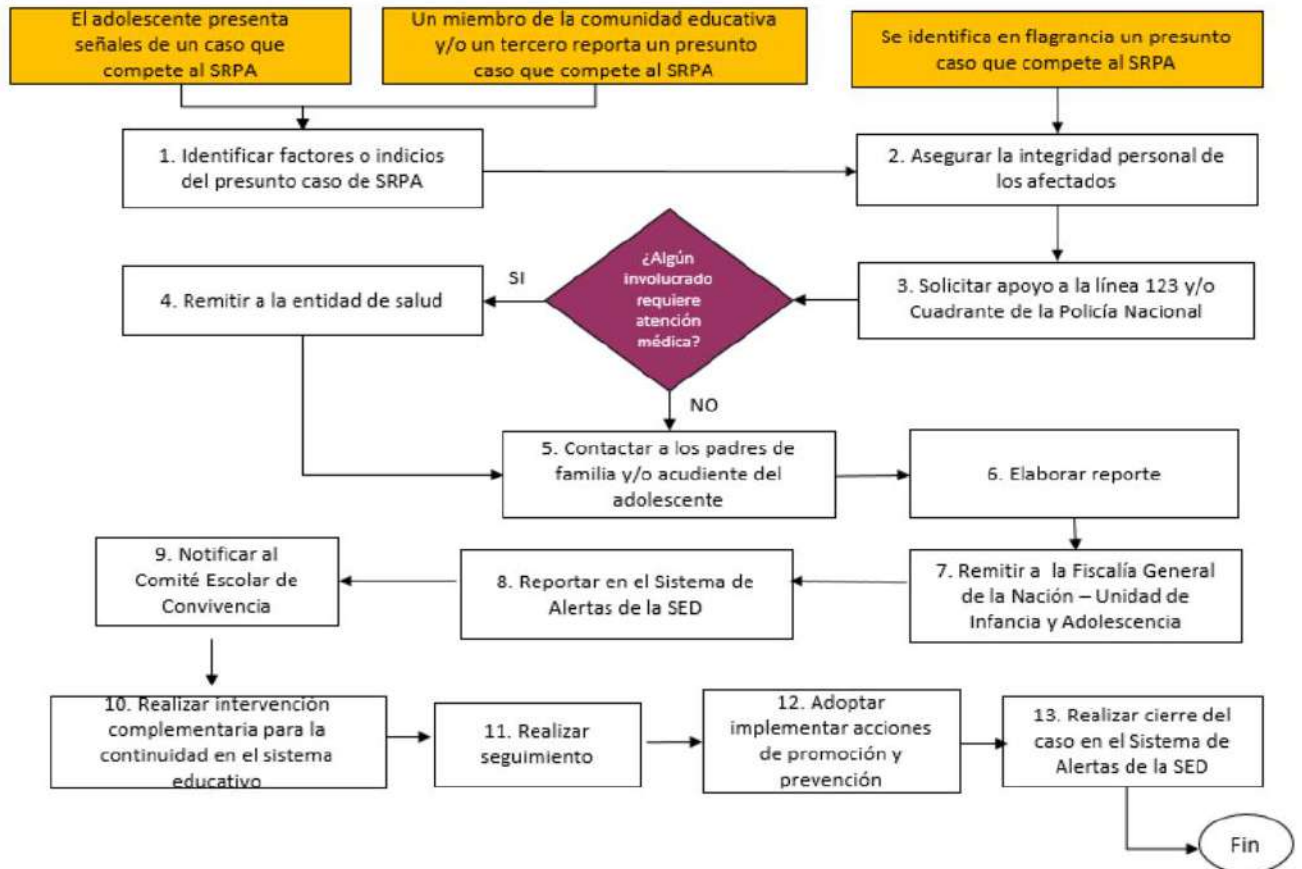 El adolescente presenta
señales de un caso que
compete al SRPA
Un miembro de la comunidad educativa
y/o un tercero reporta un presunto
caso que compete al SRPA
Se identifica en flagrancia un presunto
caso que compete al SRPA
1. Identificar factores o indicios
del presunto caso de SRPA
2. Asegurar la integridad personal de
los afectados
¿Algún
involucrado
requiere
atención
médica?
SI
4. Remitir a la entidad de salud
3. Solicitar apoyo a la línea 123 y/o
Cuadrante de la Policía Nacional
NO
5. Contactar a los padres de
familia y/o acudiente del
adolescente
6. Elaborar reporte
9. Notificar al
Comité Escolar de
Convivencia
8. Reportar en el Sistema de
Alertas de la SED
7. Remitir a la Fiscalía General
de la Nación – Unidad de
Infancia y Adolescencia
10. Realizar intervención
complementaria para la
continuidad en el sistema
educativo
11. Realizar
seguimiento
12. Adoptar
implementar acciones
de promoción y
prevención
13. Realizar cierre del
caso en el Sistema de
Alertas de la SED
Fin